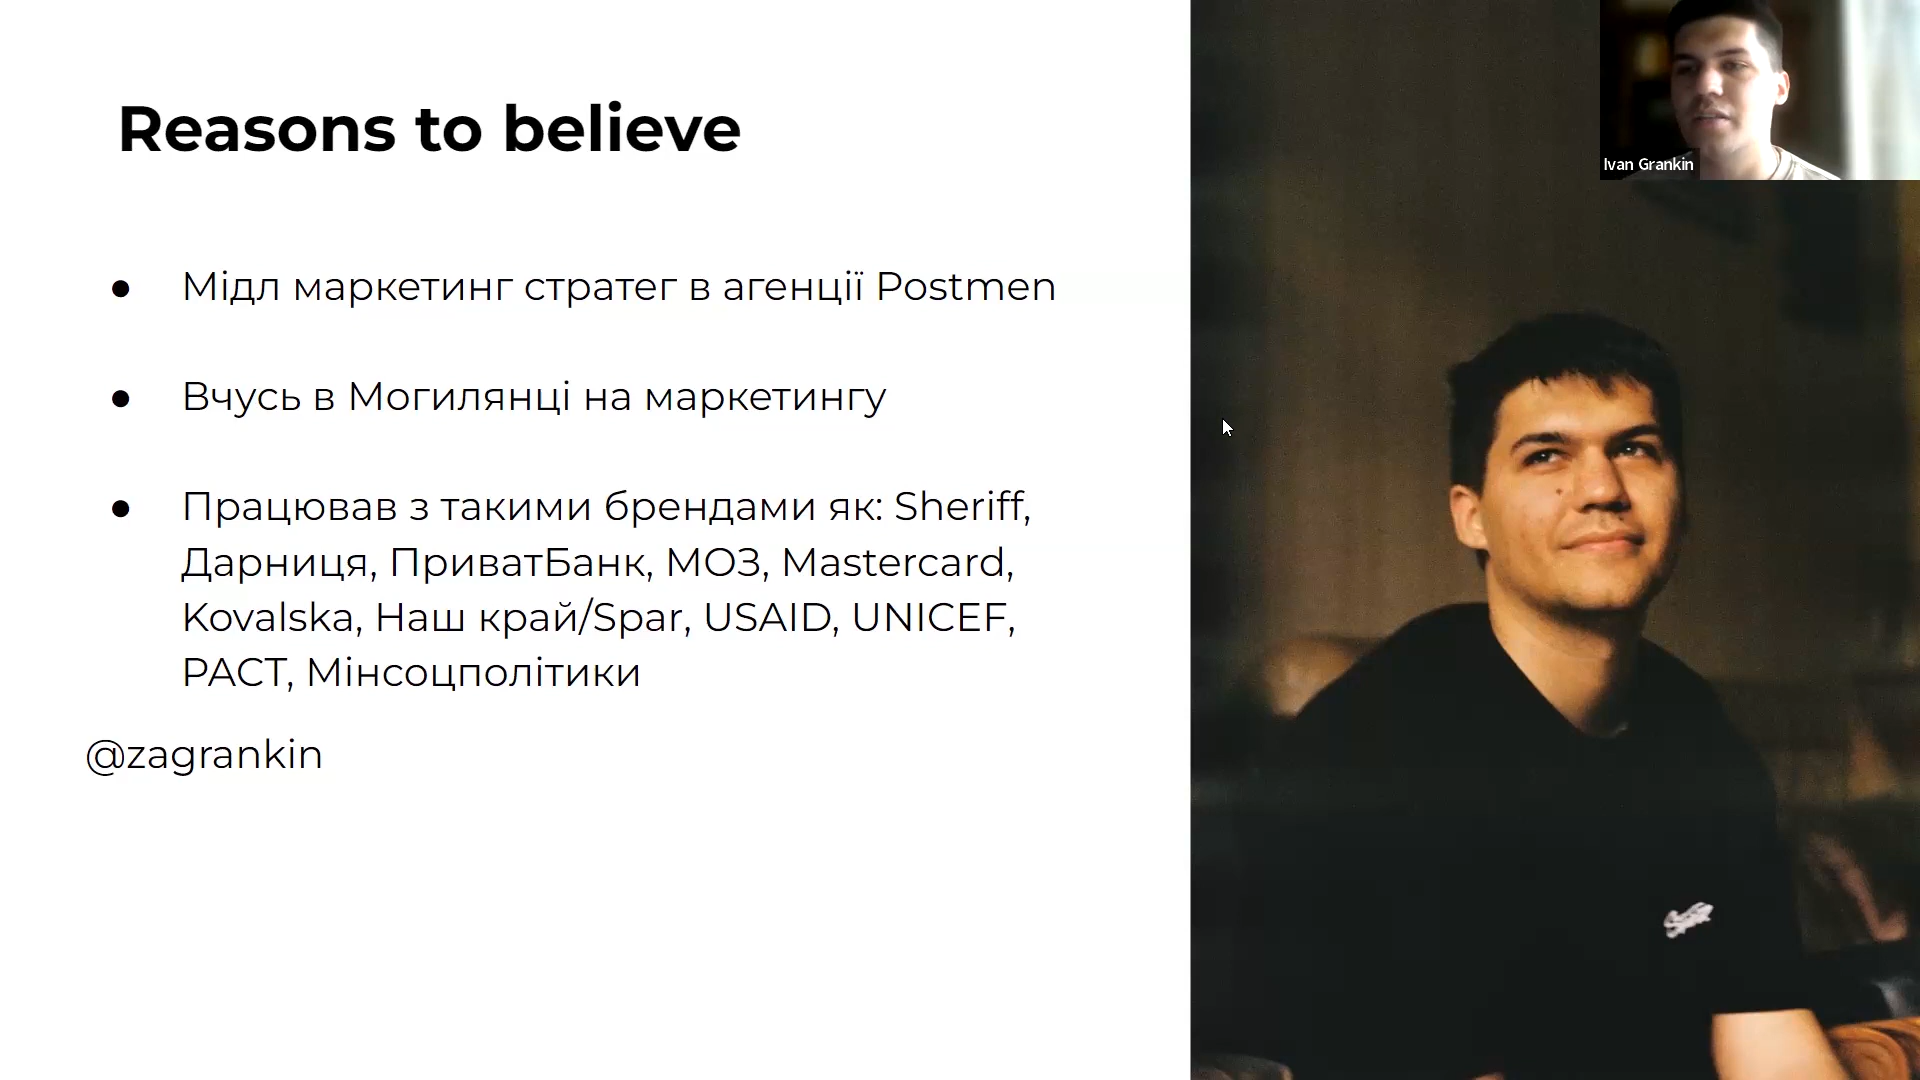 Reasons to believe
● Мідл маркетинг стратег в агенції Postmen
● Вчусь в Могилянці на маркетингу
● Працював з такими брендами як: Sheriff,
Дарниця, ПриватБанк, МОЗ, Mastercard,
Kovalska, Наш край/Spar, USAID, UNICEF,
PACT, Мінсоцполітики
@zagrankin
Ivan Grankin